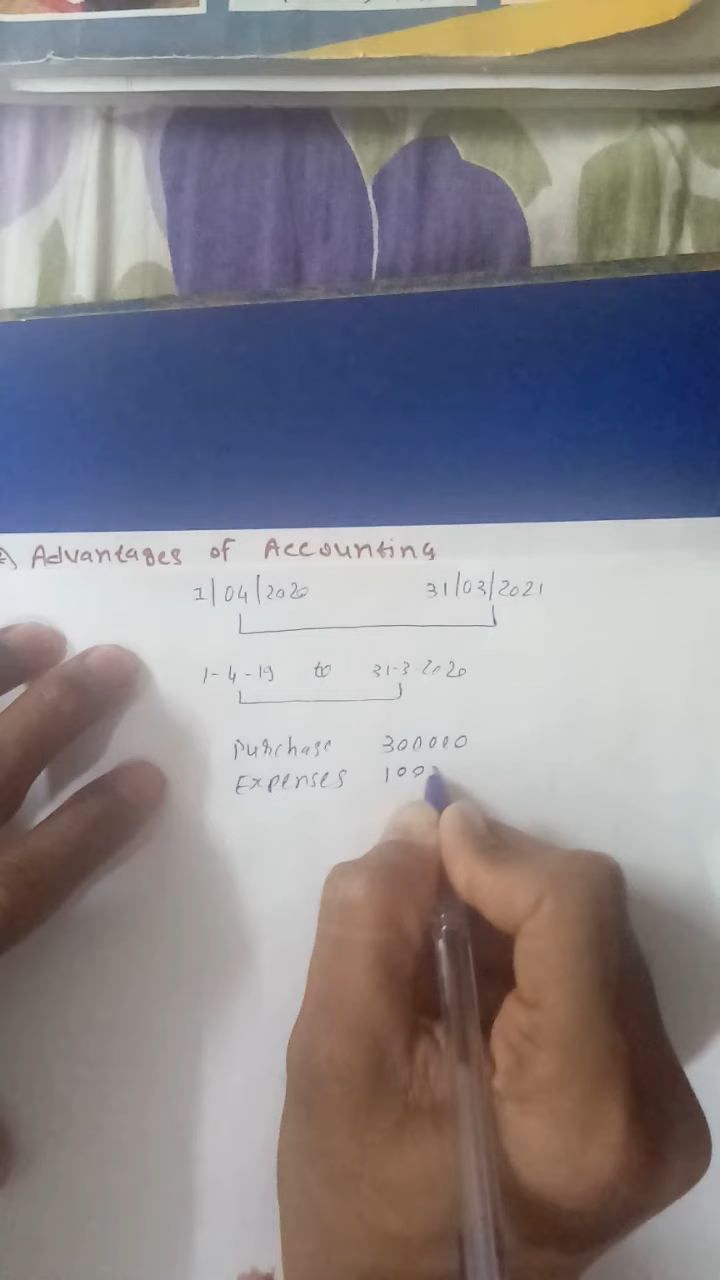 Advantages of Accounting
1/04/2020 31/03/2021
1-4-19 to 31-3-2020
Purchase 300000
Expenses 100